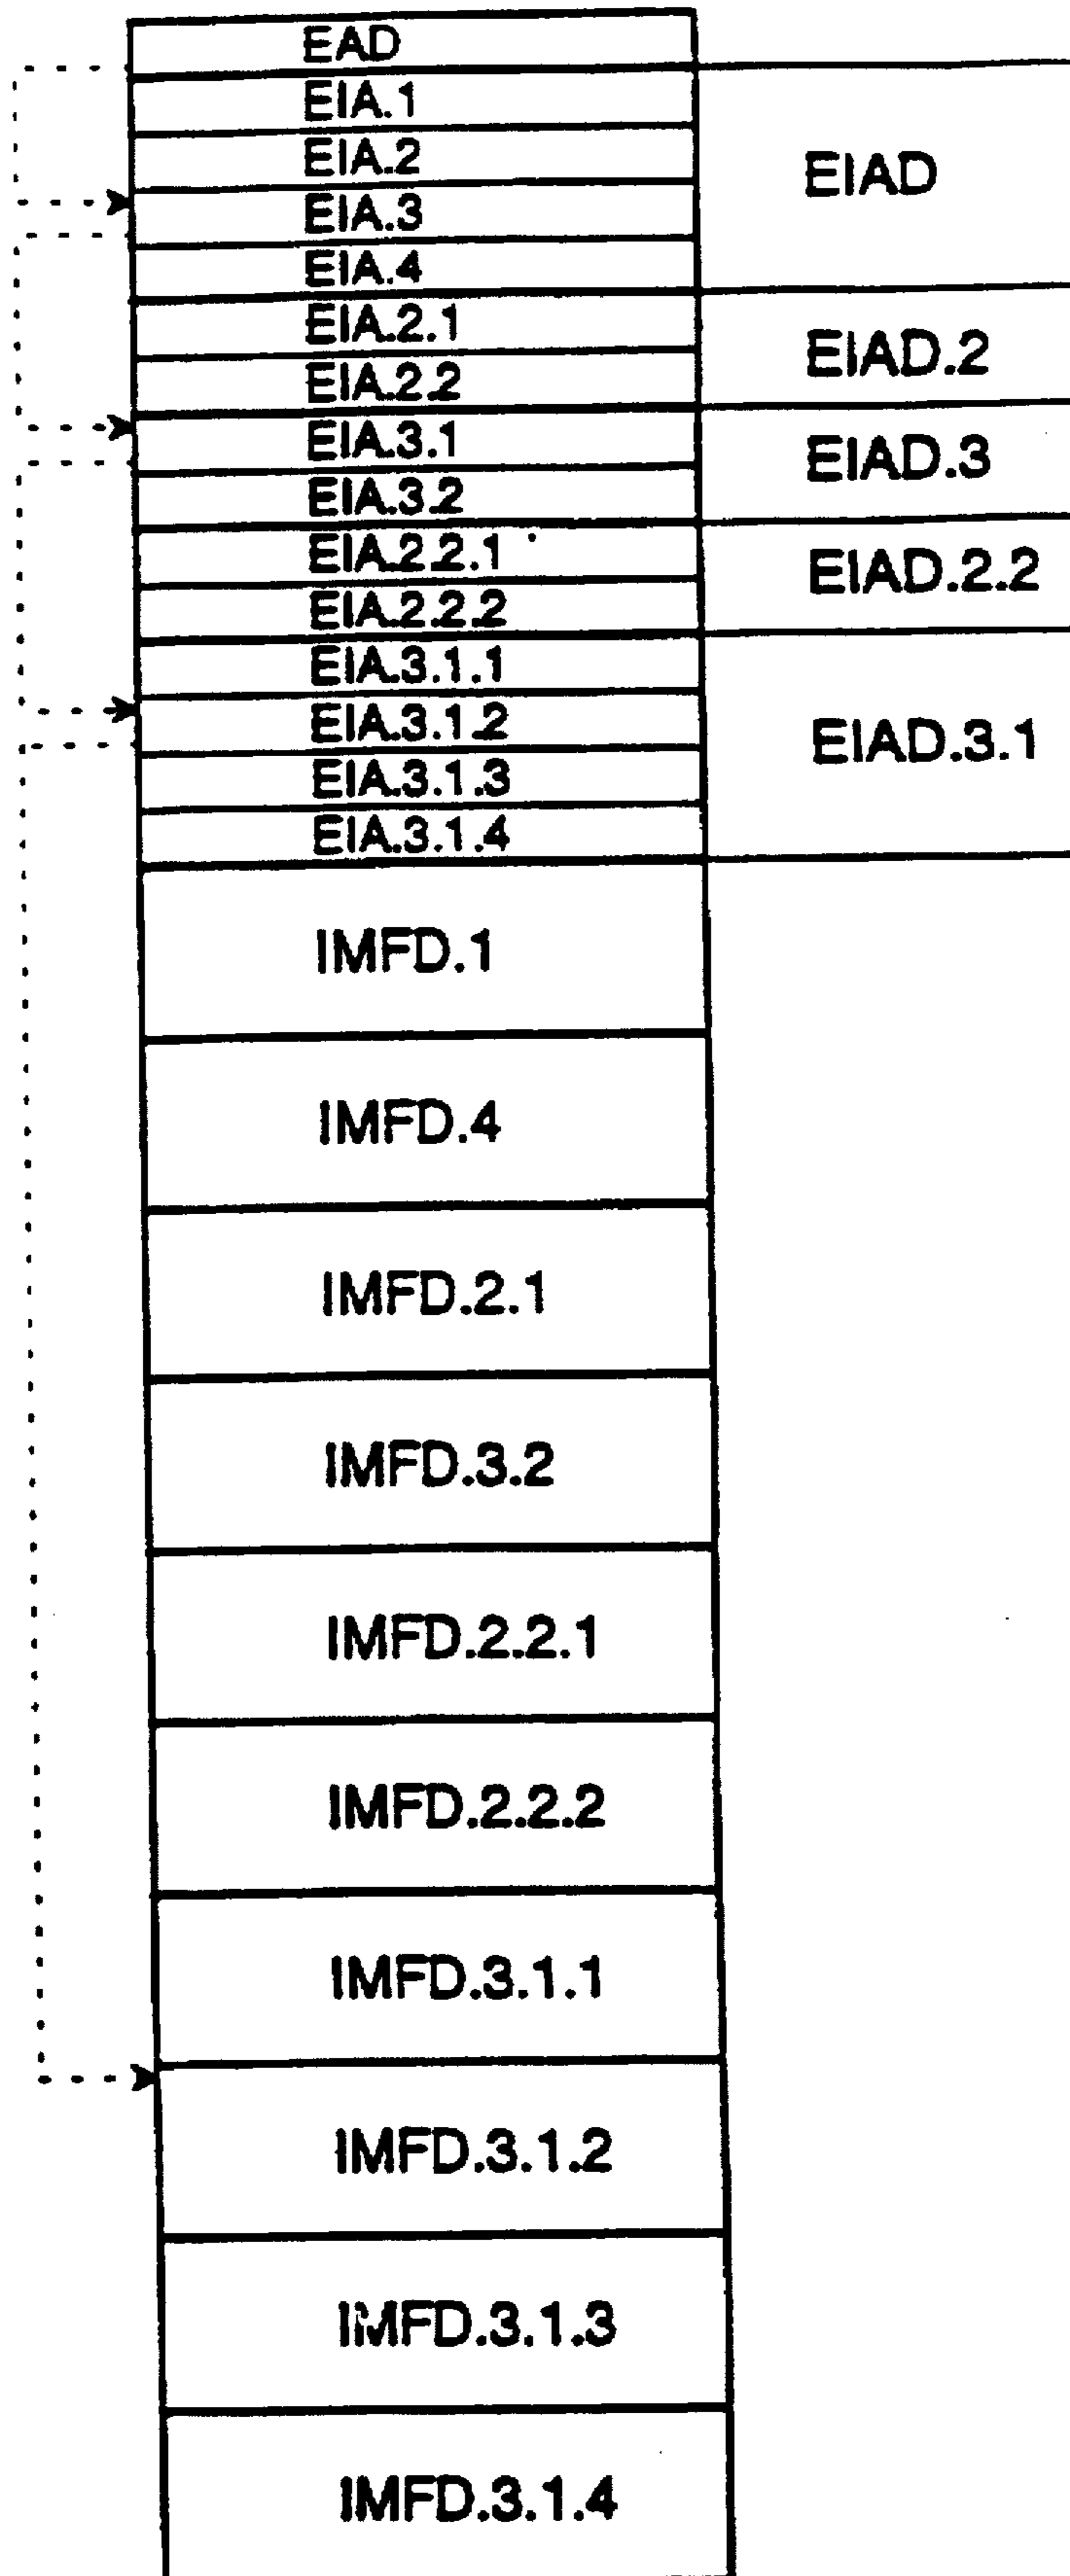 EAD
EIA.1
EIA.2
EIA.3
EIA.4
EIA.2.1
EIA.2.2
EIA.3.1
EIA.3.2
EIA.2.2.1
EIA.2.2.2
EIA.3.1.1
EIA.3.1.2
EIA.3.1.3
EIA.3.1.4
EIAD
EIAD.2
EIAD.3
EIAD.2.2
EIAD.3.1
IMFD.1
IMFD.4
IMFD.2.1
IMFD.3.2
IMFD.2.2.1
IMFD.2.2.2
IMFD.3.1.1
IMFD.3.1.2
IMFD.3.1.3
IMFD.3.1.4